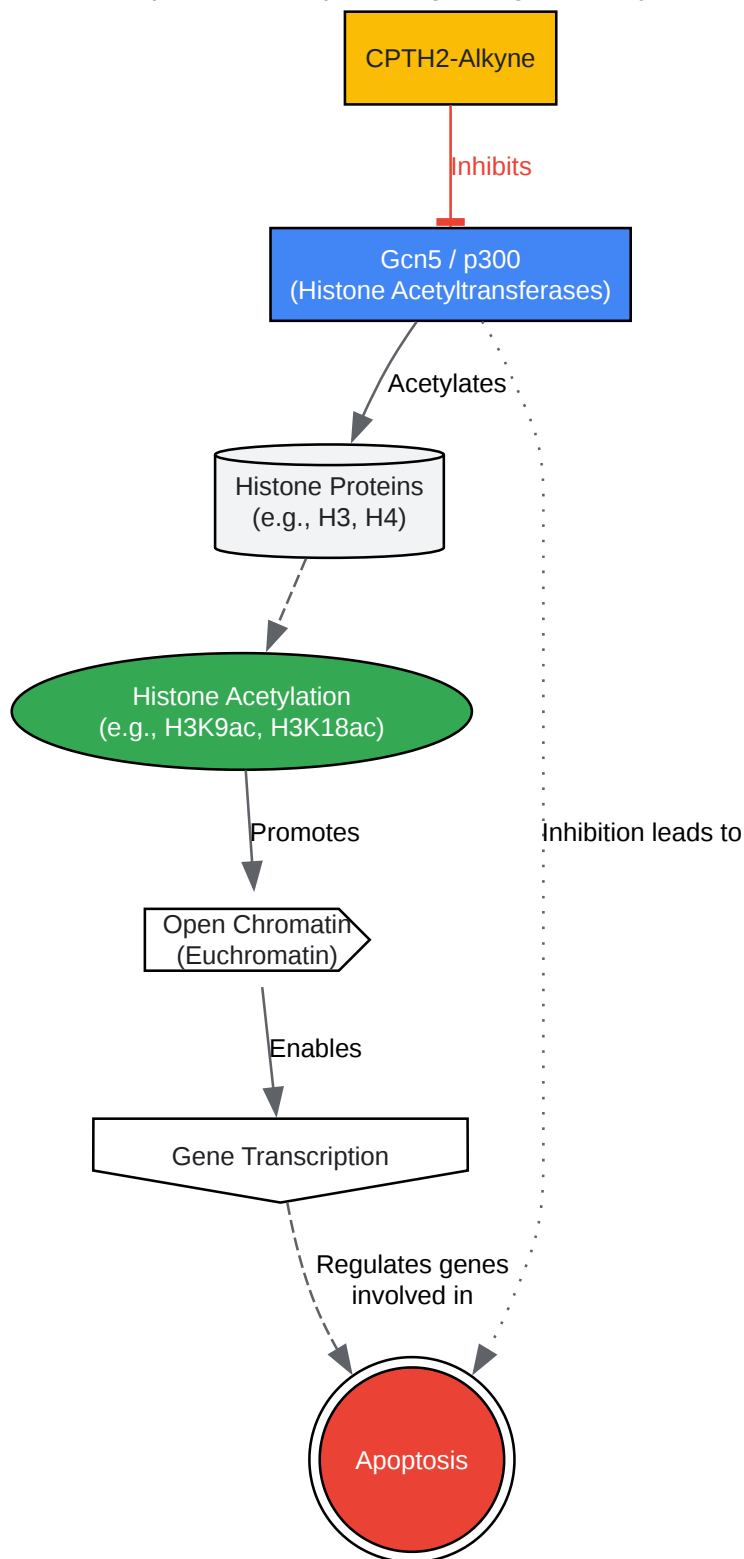 CPTH2-Alkyne
Inhibits
Gcn5 / p300
(Histone Acetyltransferases)
Acetylates
Histone Proteins
(e.g., H3, H4)
Histone Acetylation
(e.g., H3K9ac, H3K18ac)
Promotes
Inhibition leads to
Open Chromatin
(Euchromatin)
Enables
Gene Transcription
Regulates genes
involved in
Apoptosis